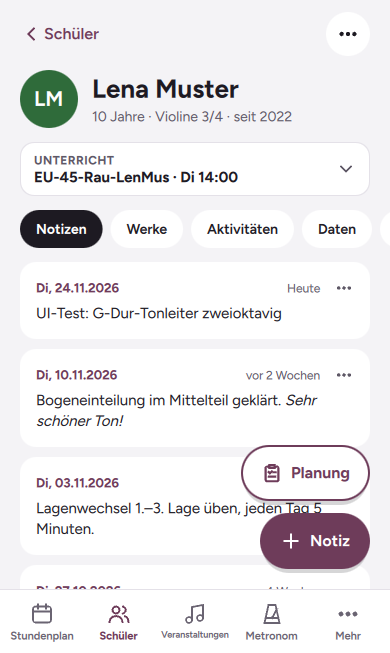 Schüler
LM
Lena Muster
10 Jahre · Violine 3/4 · seit 2022
UNTERRICHT
EU-45-Rau-LenMus · Di 14:00
Notizen
Werke
Aktivitäten
Daten
Di, 24.11.2026
Heute
UI-Test: G-Dur-Tonleiter zweioktavig
Di, 10.11.2026
vor 2 Wochen
Bogeneinteilung im Mittelteil geklärt. Sehr
schöner Ton!
Di, 03.11.2026
Planung
Lagenwechsel 1.–3. Lage üben, jeden Tag 5
Minuten.
Notiz
Stundenplan
Schüler
Veranstaltungen
Metronom
Mehr